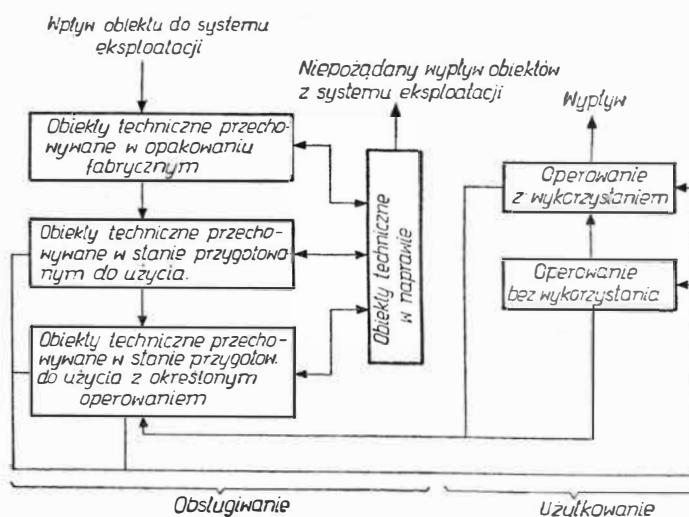 Wpływ obiektu do systemu
eksploatacji
Niepożądany wypływ obiektów
z systemu eksploatacji
Wypływ
Obiekty techniczne przecho-
wywane w opakowaniu
fabrycznym
Obiekty techniczne przecho-
wywane w stanie przygotowa-
nym do użycia.
Obiekty techniczne przecho-
wywane w stanie przygotow.
do użycia z określonym
operowaniem
Obiekty techniczne
w naprawie
Operowanie
z wykorzystaniem
Operowanie
bez wykorzystania
Obsługiwanie
Użytkowanie